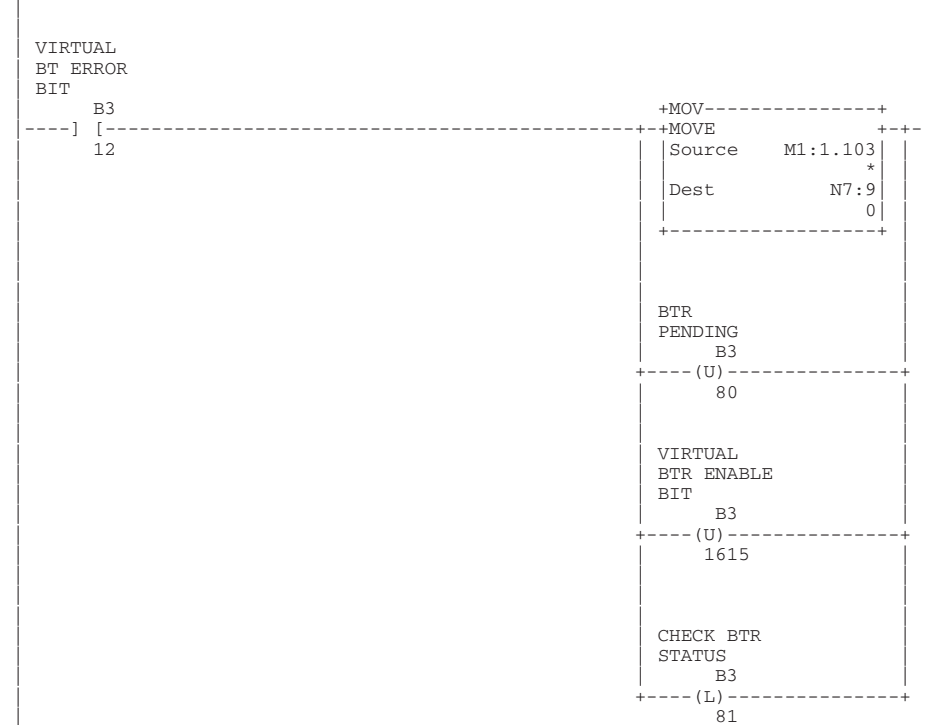 VIRTUAL
BT ERROR
BIT
B3 +MOV---------------+
----] [----------------------------------------------+-+MOVE +-+-
12 | |Source M1:1.103| |
| | *| |
| |Dest N7:9| |
| | 0| |
| +------------------+ |
BTR
PENDING
B3
+----(U)---------------+
80
VIRTUAL
BTR ENABLE
BIT
B3
+----(U)---------------+
1615
CHECK BTR
STATUS
B3
+----(L)---------------+
81